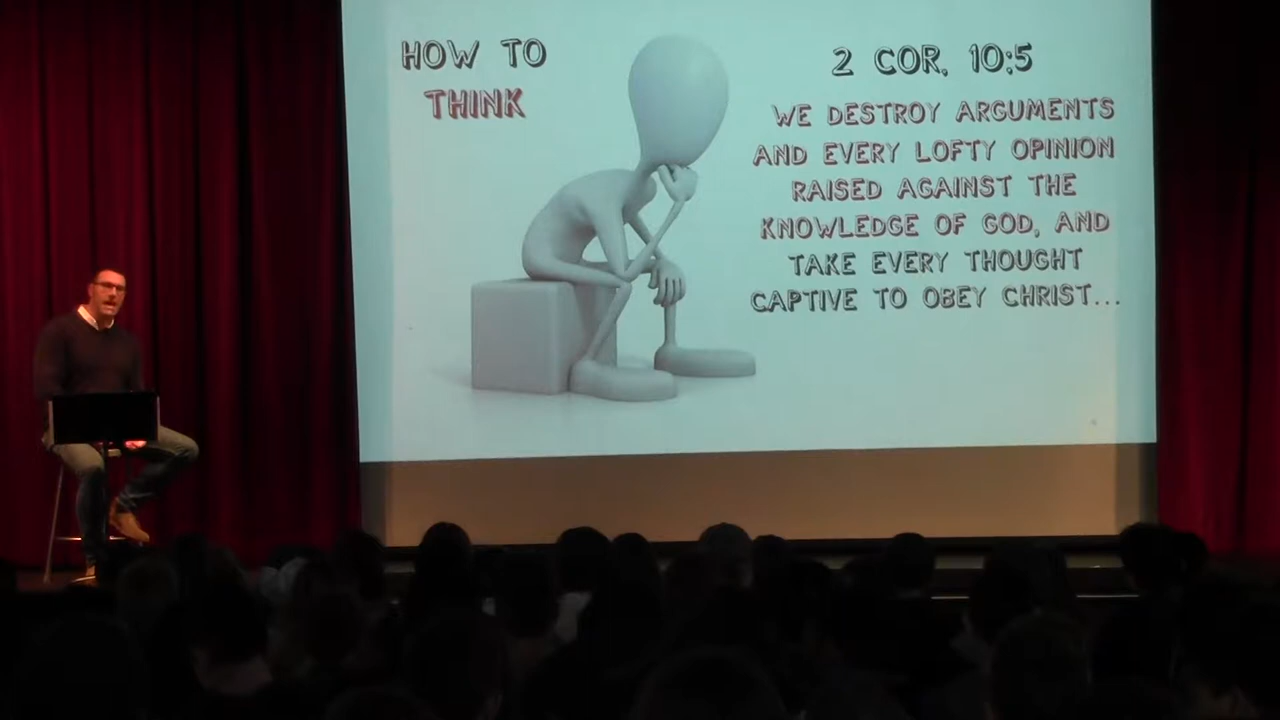 HOW TO
THINK
2 COR, 10:5
WE DESTROY ARGUMENTS
AND EVERY LOFTY OPINION
RAISED AGAINST THE
KNOWLEDGE OF GOD, AND
TAKE EVERY THOUGHT
CAPTIVE TO OBEY CHRIST...